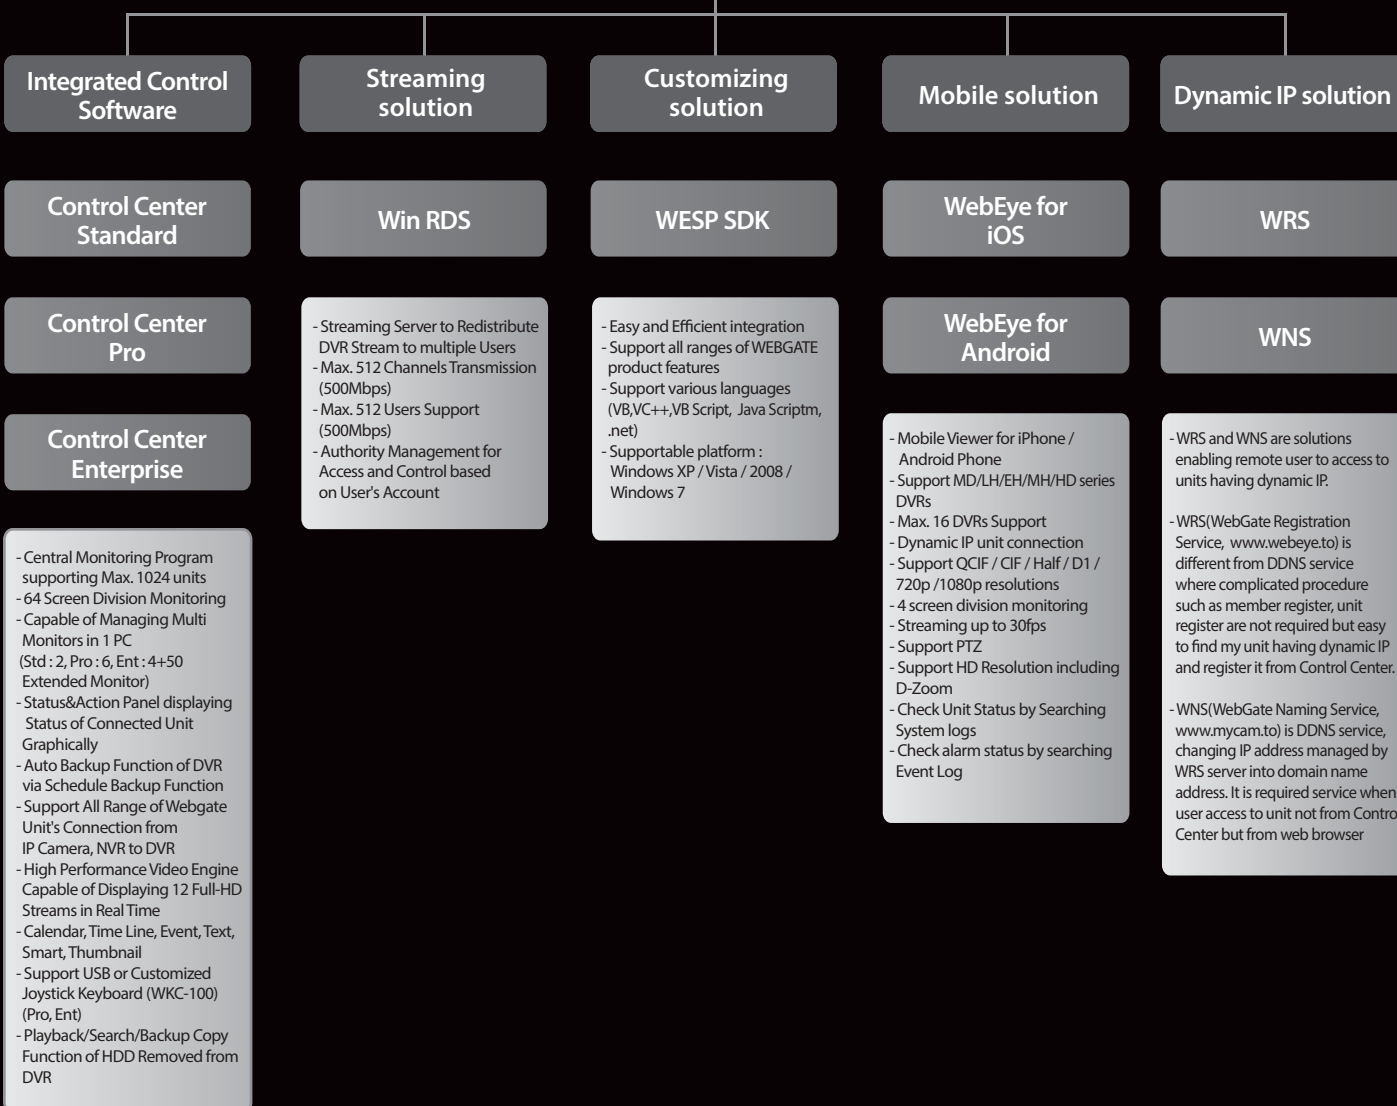 Integrated Control
Software
Streaming
solution
Customizing
solution
Mobile solution
Dynamic IP solution
Control Center
Standard
Win RDS
WESP SDK
WebEye for
iOS
WRS
Control Center
Pro
- Streaming Server to Redistribute
DVR Stream to multiple Users
- Max. 512 Channels Transmission
(500Mbps)
- Max. 512 Users Support
(500Mbps)
- Authority Management for
Access and Control based
on User's Account
- Easy and Efficient integration
- Support all ranges of WEBGATE
product features
- Support various languages
(VB,VC++,VB Script, Java Scriptm,
.net)
- Supportable platform :
Windows XP / Vista / 2008 /
Windows 7
WebEye for
Android
WNS
Control Center
Enterprise
- Central Monitoring Program
supporting Max. 1024 units
- 64 Screen Division Monitoring
- Capable of Managing Multi
Monitors in 1 PC
(Std : 2, Pro : 6, Ent : 4+50
Extended Monitor)
- Status&Action Panel displaying
Status of Connected Unit
Graphically
- Auto Backup Function of DVR
via Schedule Backup Function
- Support All Range of Webgate
Unit's Connection from
IP Camera, NVR to DVR
- High Performance Video Engine
Capable of Displaying 12 Full-HD
Streams in Real Time
- Calendar, Time Line, Event, Text,
Smart, Thumbnail
- Support USB or Customized
Joystick Keyboard (WKC-100)
(Pro, Ent)
- Playback/Search/Backup Copy
Function of HDD Removed from
DVR
- Mobile Viewer for iPhone /
Android Phone
- Support MD/LH/EH/MH/HD series
DVRs
- Max. 16 DVRs Support
- Dynamic IP unit connection
- Support QCIF / CIF / Half / D1 /
720p /1080p resolutions
- 4 screen division monitoring
- Streaming up to 30fps
- Support PTZ
- Support HD Resolution including
D-Zoom
- Check Unit Status by Searching
System logs
- Check alarm status by searching
Event Log
- WRS and WNS are solutions
enabling remote user to access to
units having dynamic IP.
- WRS(WebGate Registration
Service, www.webeye.to) is
different from DDNS service
where complicated procedure
such as member register, unit
register are not required but easy
to find my unit having dynamic IP
and register it from Control Center.
- WNS(WebGate Naming Service,
www.mycam.to) is DDNS service,
changing IP address managed by
WRS server into domain name
address. It is required service when
user access to unit not from Contro
Center but from web browser